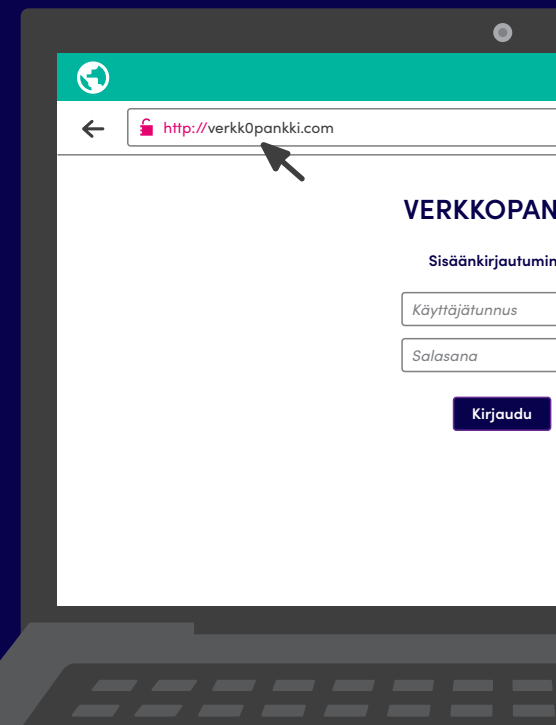 http://verkk0pankki.com
VERKKOPAN
Sisäänkirjautumin
Käyttäjätunnus
Salasana
Kirjaudu